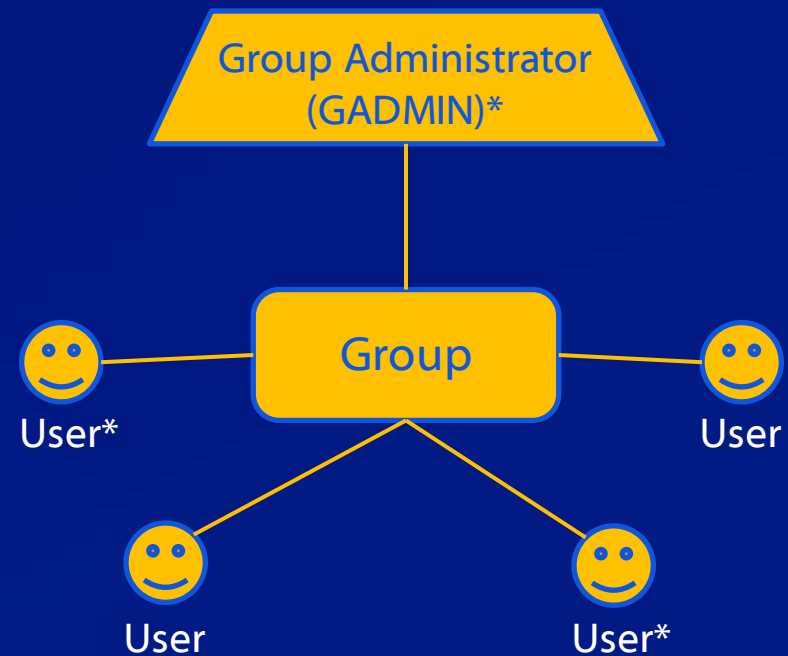 Group Administrator
(GADMIN)*
Group
User*
User
User
User*